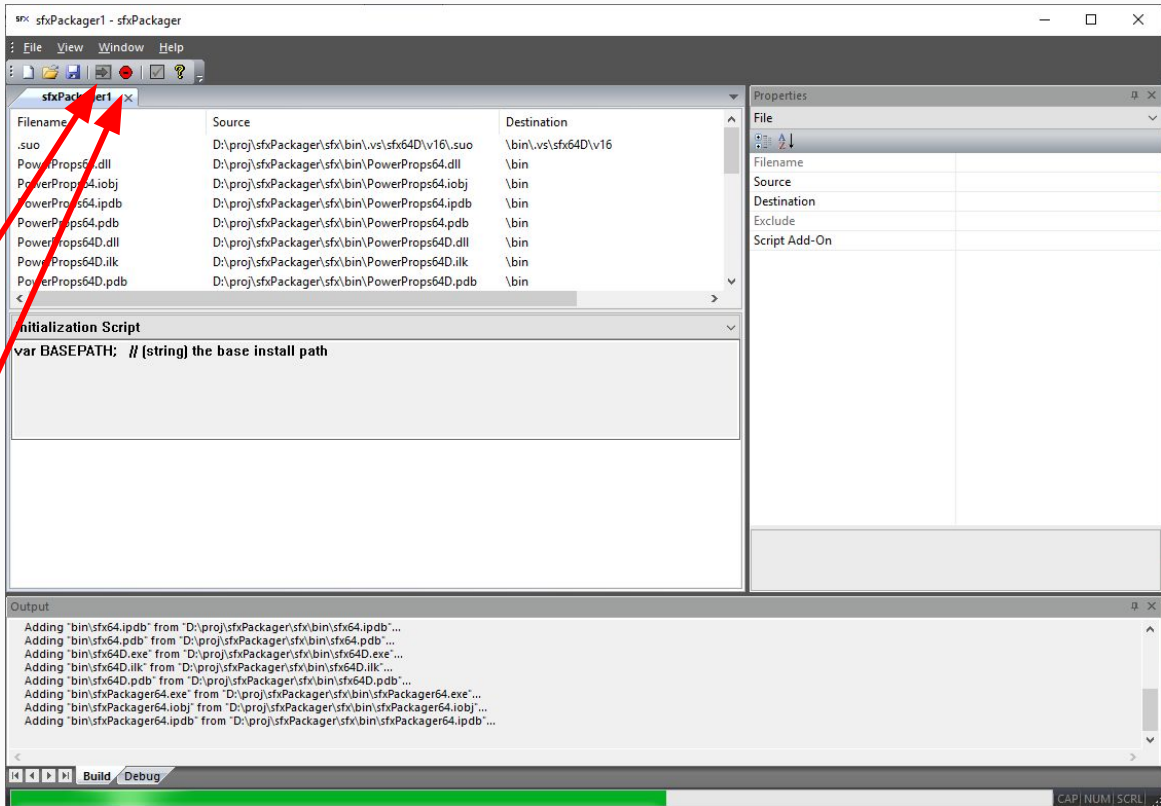 sfx sfxPackager1 - sfxPackager
File View Window Help
sfxPackager1
Filename Source Destination
.suo D:\proj\sfxPackager\sfx\bin\.vs\sfx64D\v16\.suo \bin\.vs\sfx64D\v16
PowerProps64.dll D:\proj\sfxPackager\sfx\bin\PowerProps64.dll \bin
PowerProps64.iobj D:\proj\sfxPackager\sfx\bin\PowerProps64.iobj \bin
PowerProps64.ipdb D:\proj\sfxPackager\sfx\bin\PowerProps64.ipdb \bin
PowerProps64.pdb D:\proj\sfxPackager\sfx\bin\PowerProps64.pdb \bin
PowerProps64D.dll D:\proj\sfxPackager\sfx\bin\PowerProps64D.dll \bin
PowerProps64D.ilk D:\proj\sfxPackager\sfx\bin\PowerProps64D.ilk \bin
PowerProps64D.pdb D:\proj\sfxPackager\sfx\bin\PowerProps64D.pdb \bin
Initialization Script
var BASEPATH; // (string) the base install path
Properties
File
Filename
Source
Destination
Exclude
Script Add-On
Output
Adding "bin\sfx64.ipdb" from "D:\proj\sfxPackager\sfx\bin\sfx64.ipdb"...
Adding "bin\sfx64.pdb" from "D:\proj\sfxPackager\sfx\bin\sfx64.pdb"...
Adding "bin\sfx64D.exe" from "D:\proj\sfxPackager\sfx\bin\sfx64D.exe"...
Adding "bin\sfx64D.ilk" from "D:\proj\sfxPackager\sfx\bin\sfx64D.ilk"...
Adding "bin\sfx64D.pdb" from "D:\proj\sfxPackager\sfx\bin\sfx64D.pdb"...
Adding "bin\sfxPackager64.exe" from "D:\proj\sfxPackager\sfx\bin\sfxPackager64.exe"...
Adding "bin\sfxPackager64.iobj" from "D:\proj\sfxPackager\sfx\bin\sfxPackager64.iobj"...
Adding "bin\sfxPackager64.ipdb" from "D:\proj\sfxPackager\sfx\bin\sfxPackager64.ipdb"...
Build Debug
CAP NUM SCRL